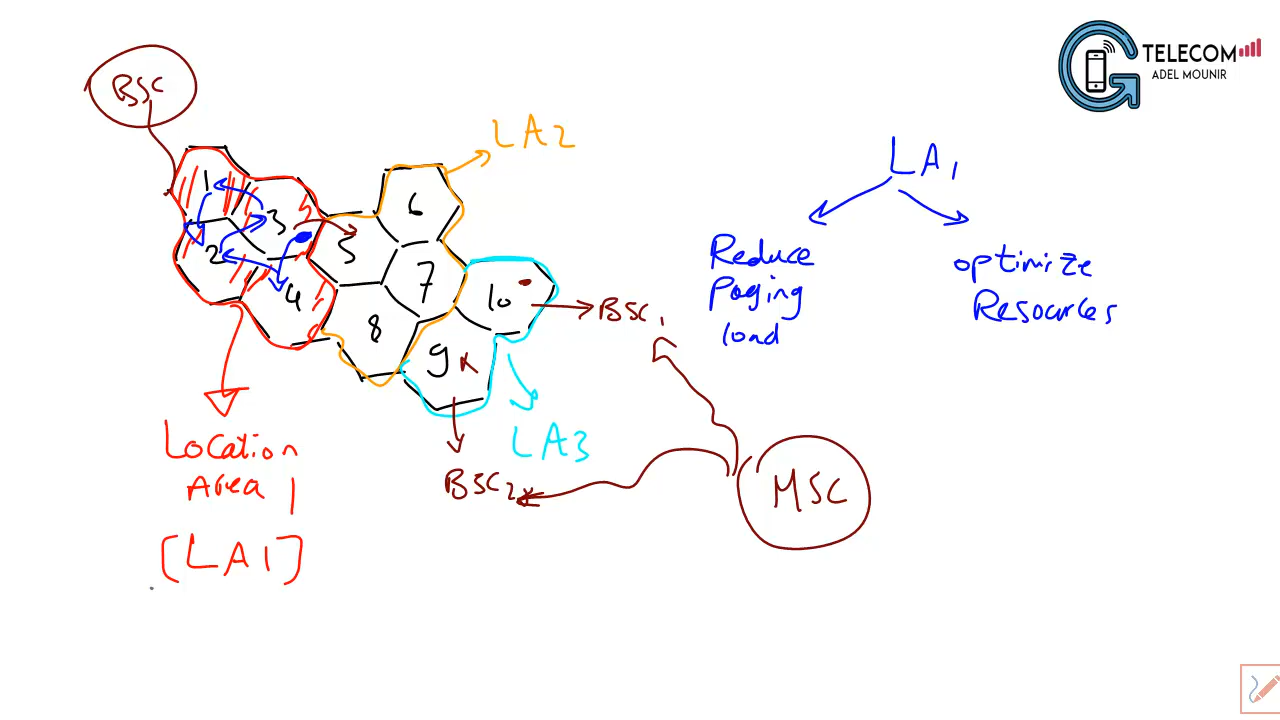 TELECOM
ADEL MOUNIR
BSC
LA2
LA1
1
3
2
4
5
6
7
8
9
10
BSC1
Reduce
Paging
load
optimize
Resources
LA3
BSC2
MSC
Location
Area 1
[LA1]